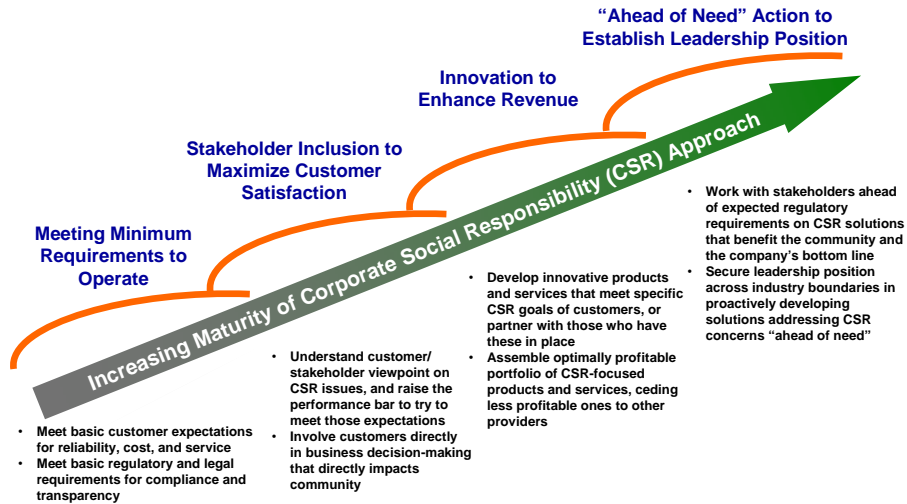 "Ahead of Need" Action to
Establish Leadership Position
Innovation to
Enhance Revenue
Stakeholder Inclusion to
Maximize Customer
Satisfaction
Meeting Minimum
Requirements to
Operate
Increasing Maturity of Corporate Social Responsibility (CSR) Approach
• Meet basic customer expectations
for reliability, cost, and service
• Meet basic regulatory and legal
requirements for compliance and
transparency
• Understand customer/
stakeholder viewpoint on
CSR issues, and raise the
performance bar to try to
meet those expectations
• Involve customers directly
in business decision-making
that directly impacts
community
• Develop innovative products
and services that meet specific
CSR goals of customers, or
partner with those who have
these in place
• Assemble optimally profitable
portfolio of CSR-focused
products and services, ceding
less profitable ones to other
providers
• Work with stakeholders ahead
of expected regulatory
requirements on CSR solutions
that benefit the community and
the company's bottom line
• Secure leadership position
across industry boundaries in
proactively developing
solutions addressing CSR
concerns "ahead of need"